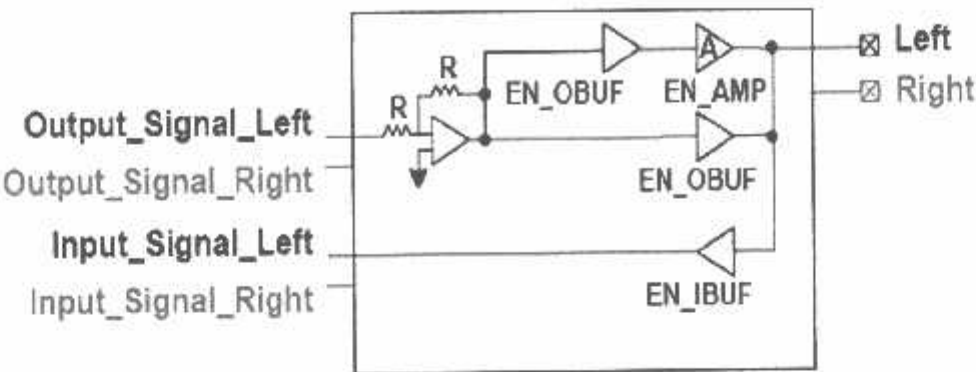 A
Left
R
EN_OBUF
EN_AMP
Right
R
Output_Signal_Left
Output_Signal_Right
EN_OBUF
Input_Signal_Left
EN_IBUF
Input_Signal_Right